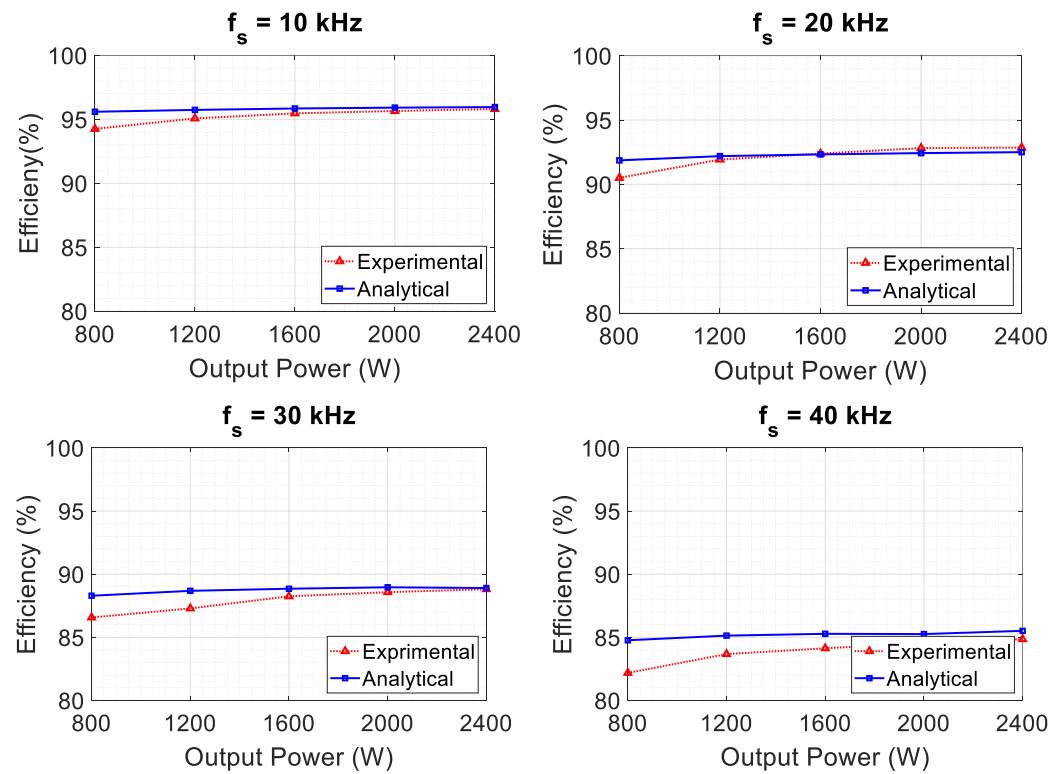 f_s = 10 kHz
100
95
90
85
80
Efficieny(%)
Experimental
Analytical
800 1200 1600 2000 2400
Output Power (W)
f_s = 20 kHz
100
95
90
85
80
Efficiency (%)
Experimental
Analytical
800 1200 1600 2000 2400
Output Power (W)
f_s = 30 kHz
100
95
90
85
80
Efficiency (%)
Exprimental
Analytical
800 1200 1600 2000 2400
Output Power (W)
f_s = 40 kHz
100
95
90
85
80
Efficiency (%)
Experimental
Analytical
800 1200 1600 2000 2400
Output Power (W)